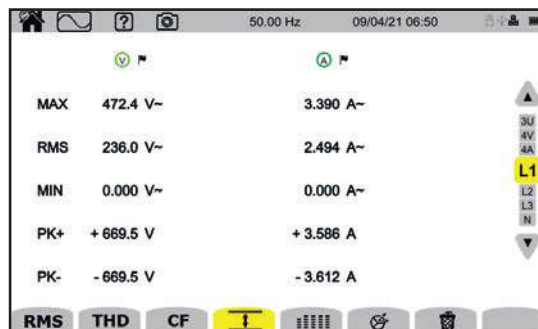 ? 50.00 Hz 09/04/21 06:50
V A
MAX 472.4 V~ 3.390 A~
RMS 236.0 V~ 2.494 A~
MIN 0.000 V~ 0.000 A~
PK+ +669.5 V +3.586 A
PK- -669.5 V -3.612 A
3U
4V
4A
L1
L2
L3
N
RMS THD CF